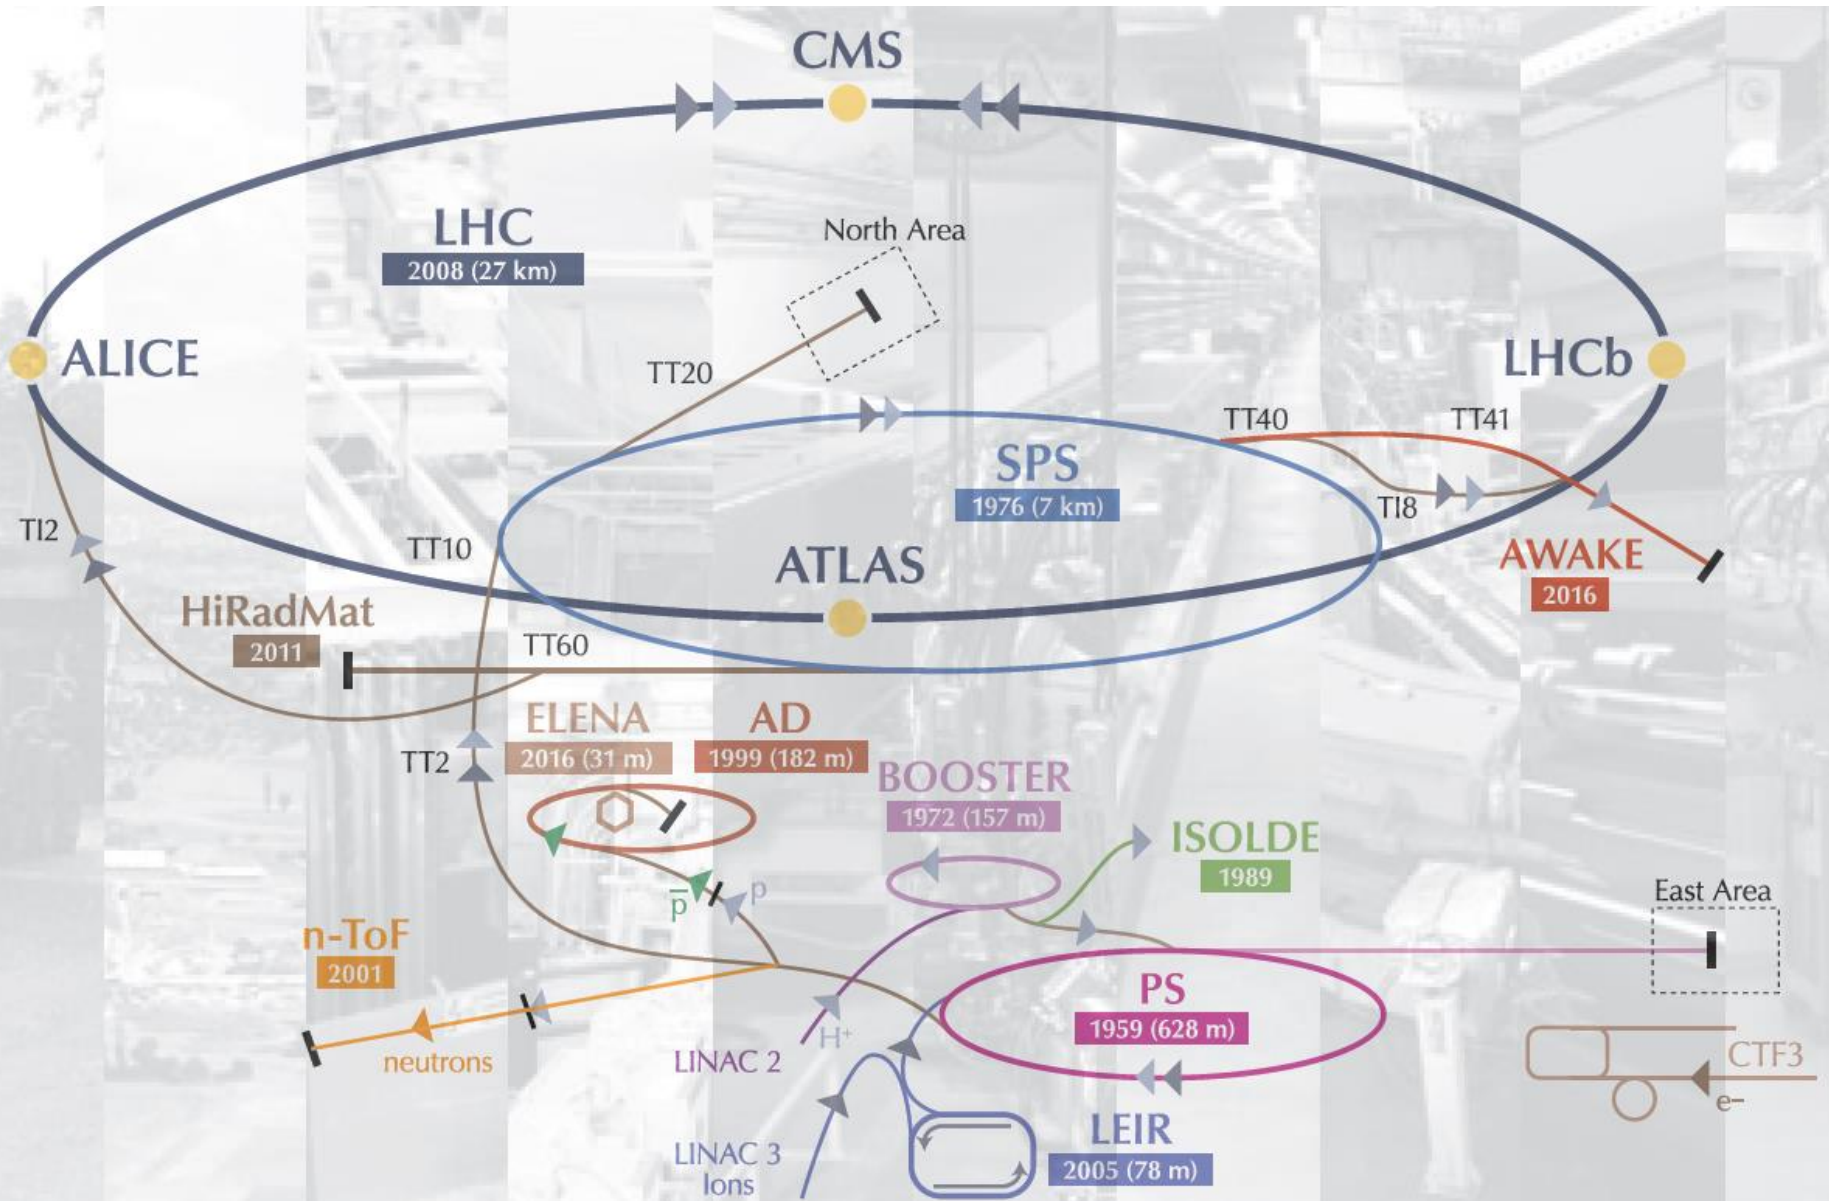 CMS
LHC
2008 (27 km)
North Area
ALICE
LHCb
TT20
TT40
TT41
SPS
1976 (7 km)
TI8
TI2
TT10
ATLAS
AWAKE
2016
HiRadMat
2011
TT60
ELENA
2016 (31 m)
AD
1999 (182 m)
TT2
BOOSTER
1972 (157 m)
ISOLDE
1989
p̅
p
East Area
n-ToF
2001
PS
1959 (628 m)
H⁺
neutrons
LINAC 2
CTF3
e–
LEIR
2005 (78 m)
LINAC 3
Ions